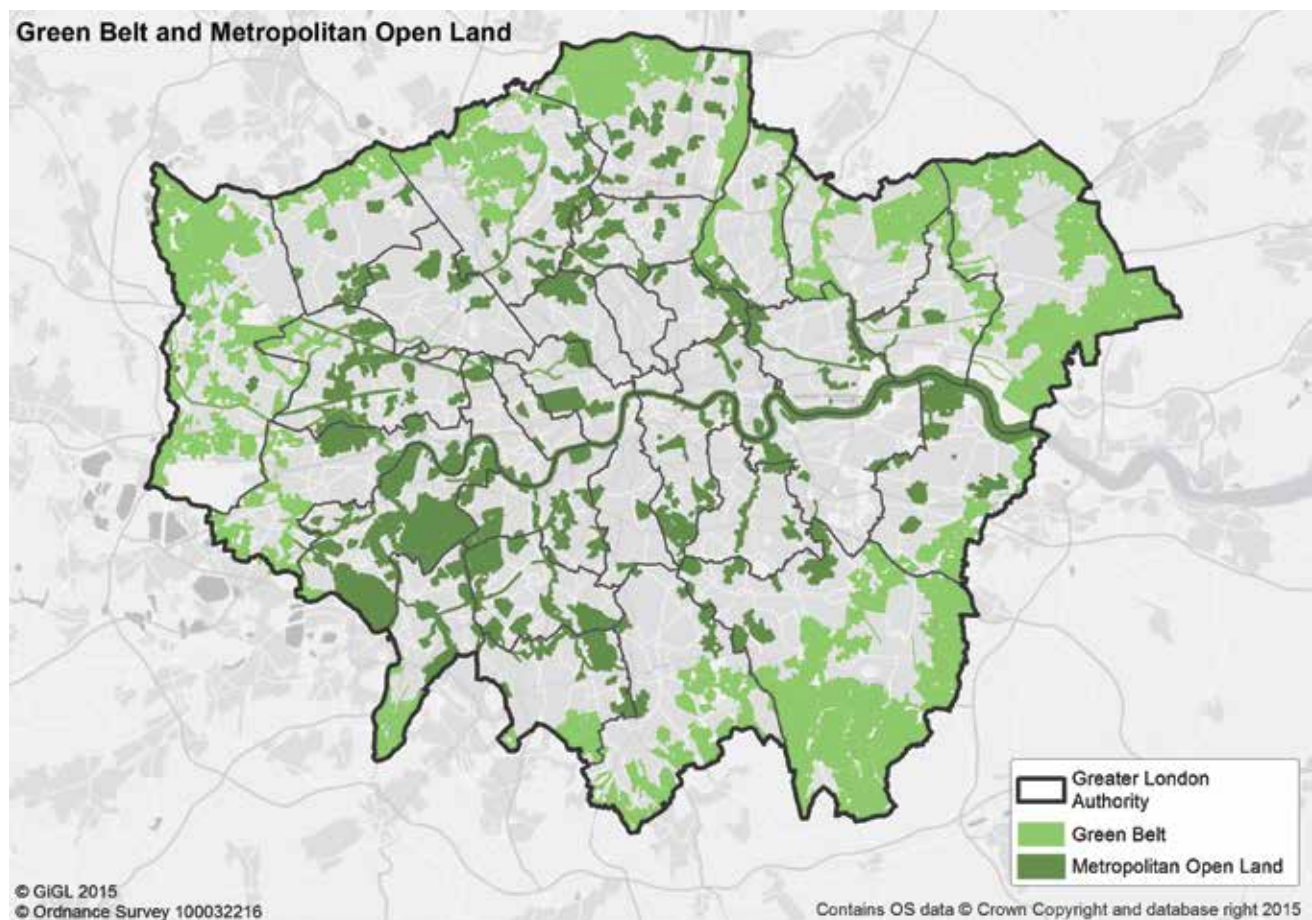 Green Belt and Metropolitan Open Land
Greater London
Authority
Green Belt
Metropolitan Open Land
© GiGL 2015
© Ordnance Survey 100032216
Contains OS data © Crown Copyright and database right 2015